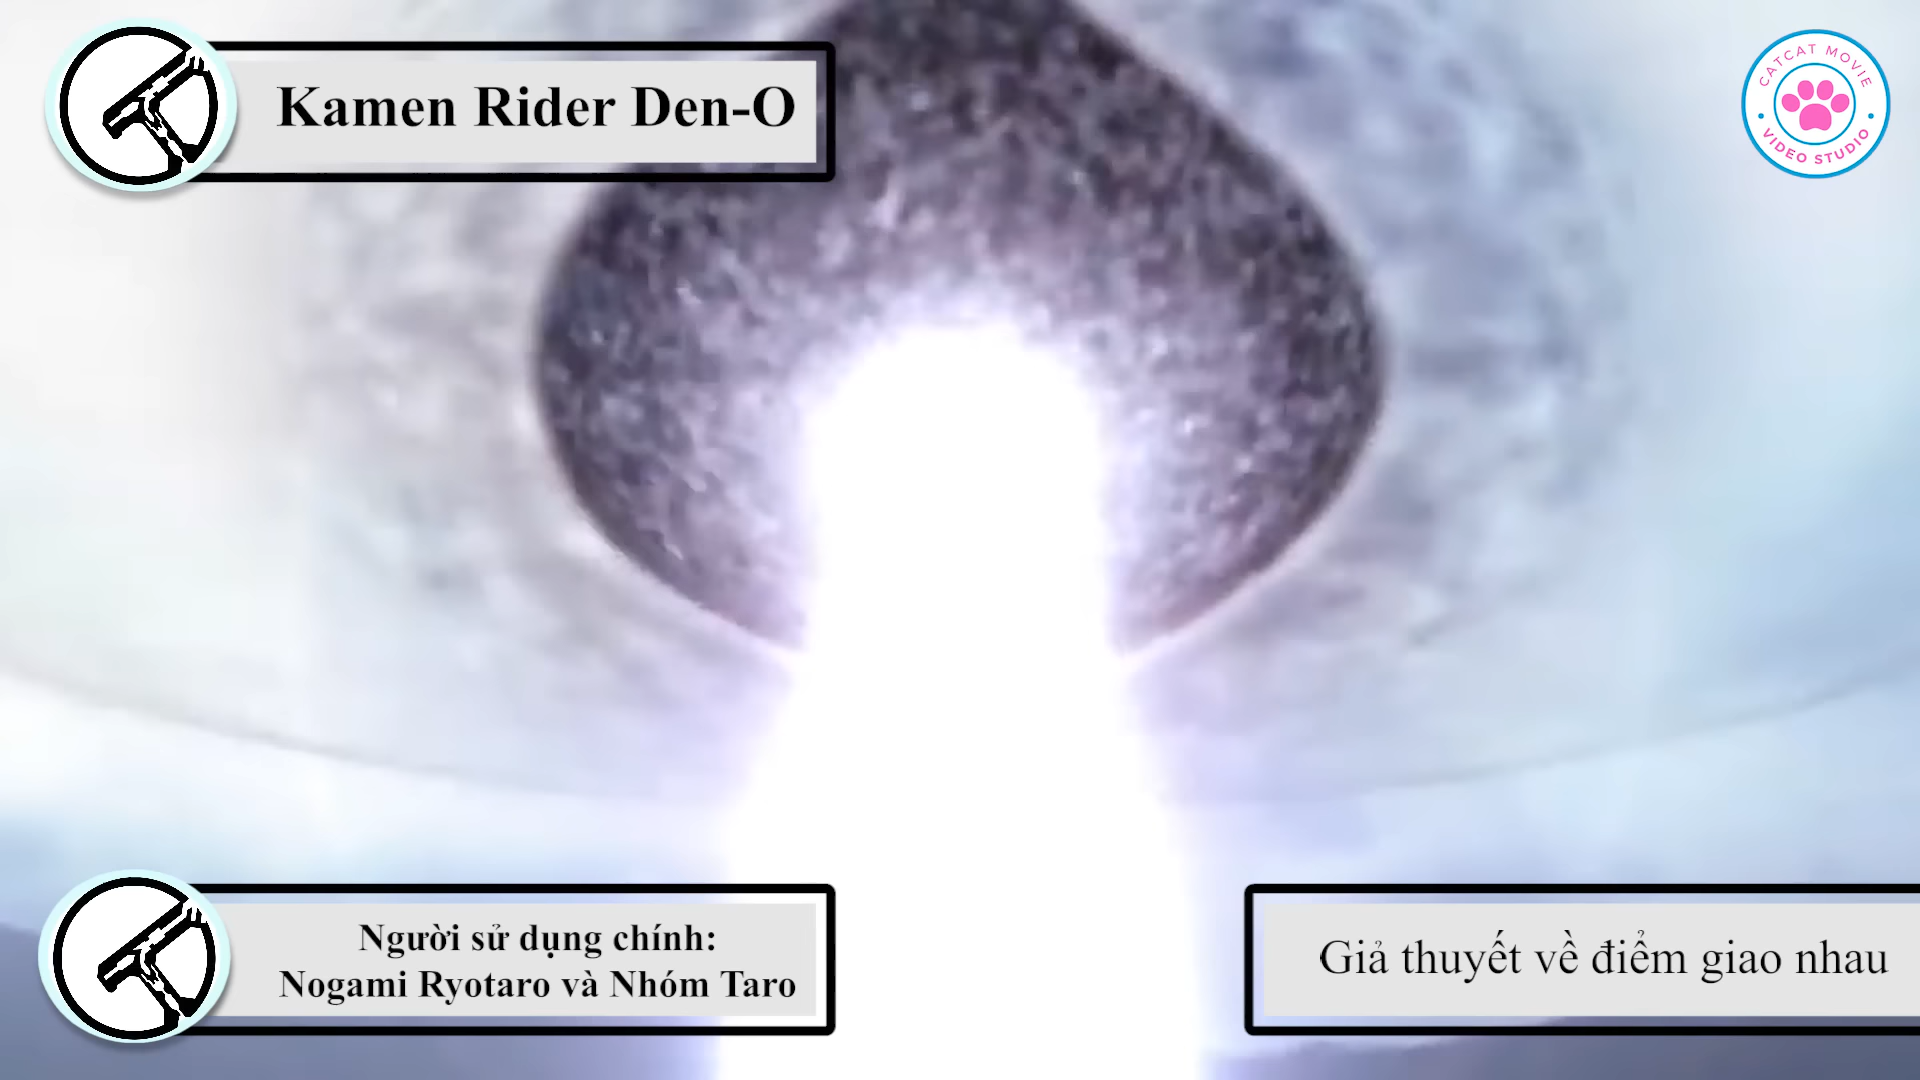 Kamen Rider Den-O
CATCAT MOVIE
VIDEO STUDIO
Người sử dụng chính:
Nogami Ryotaro và Nhóm Taro
Giả thuyết về điểm giao nhau